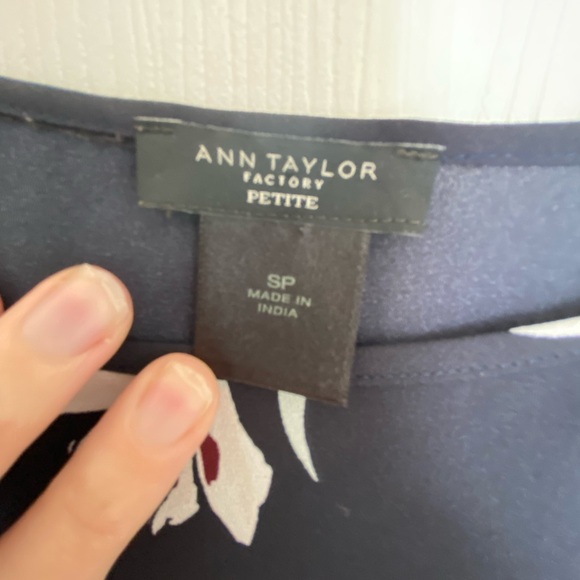 ANN TAYLOR
FACTORY
PETITE
SP
MADE IN
INDIA